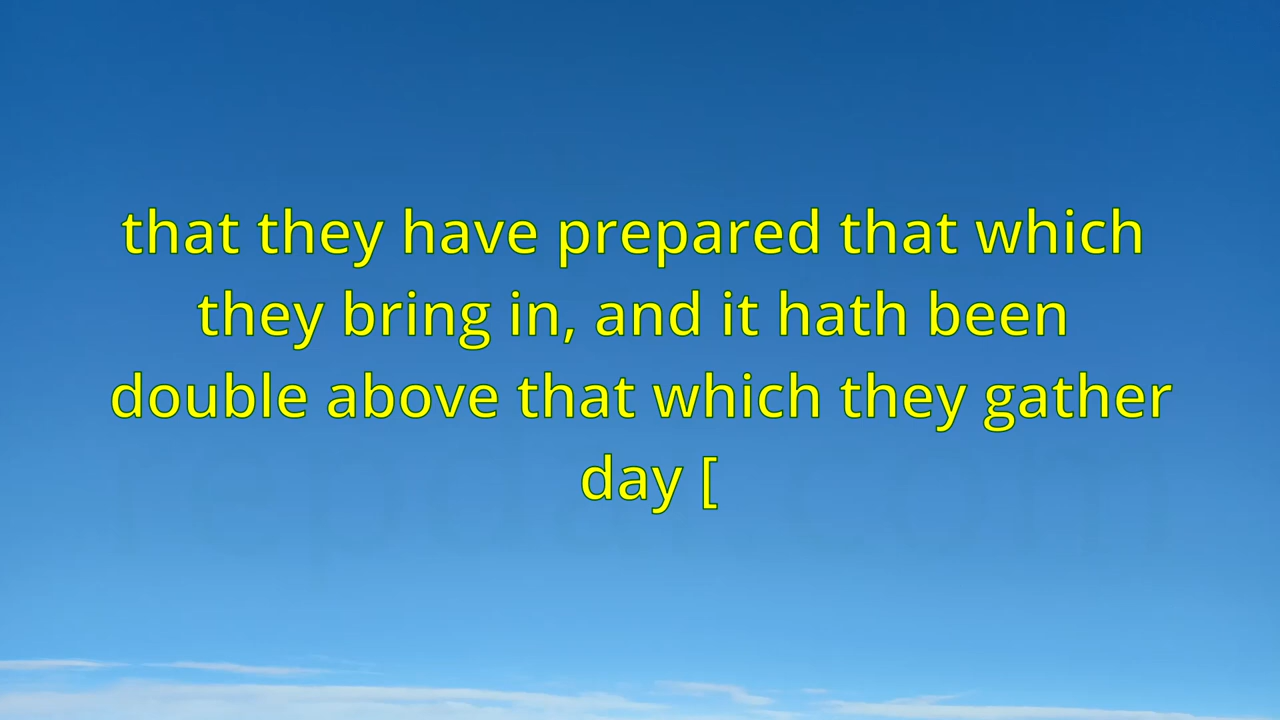 that they have prepared that which
they bring in, and it hath been
double above that which they gather
day [